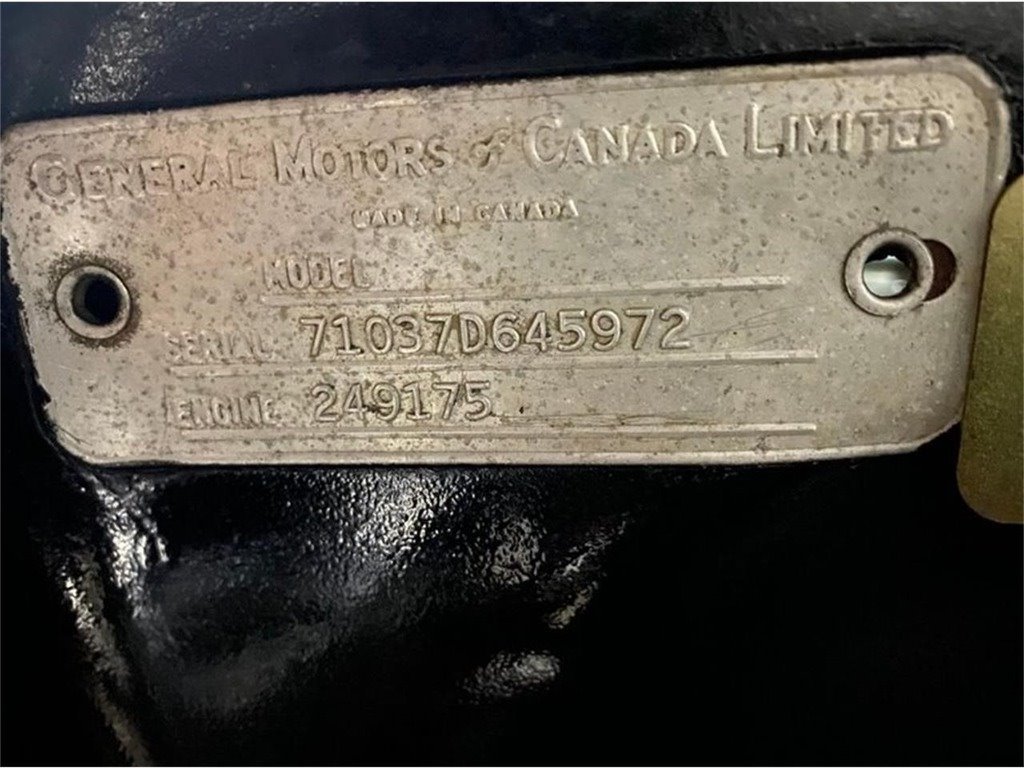 GENERAL MOTORS of CANADA LIMITED
MADE IN CANADA
MODEL
SERIAL 71037D645972
ENGINE 249175